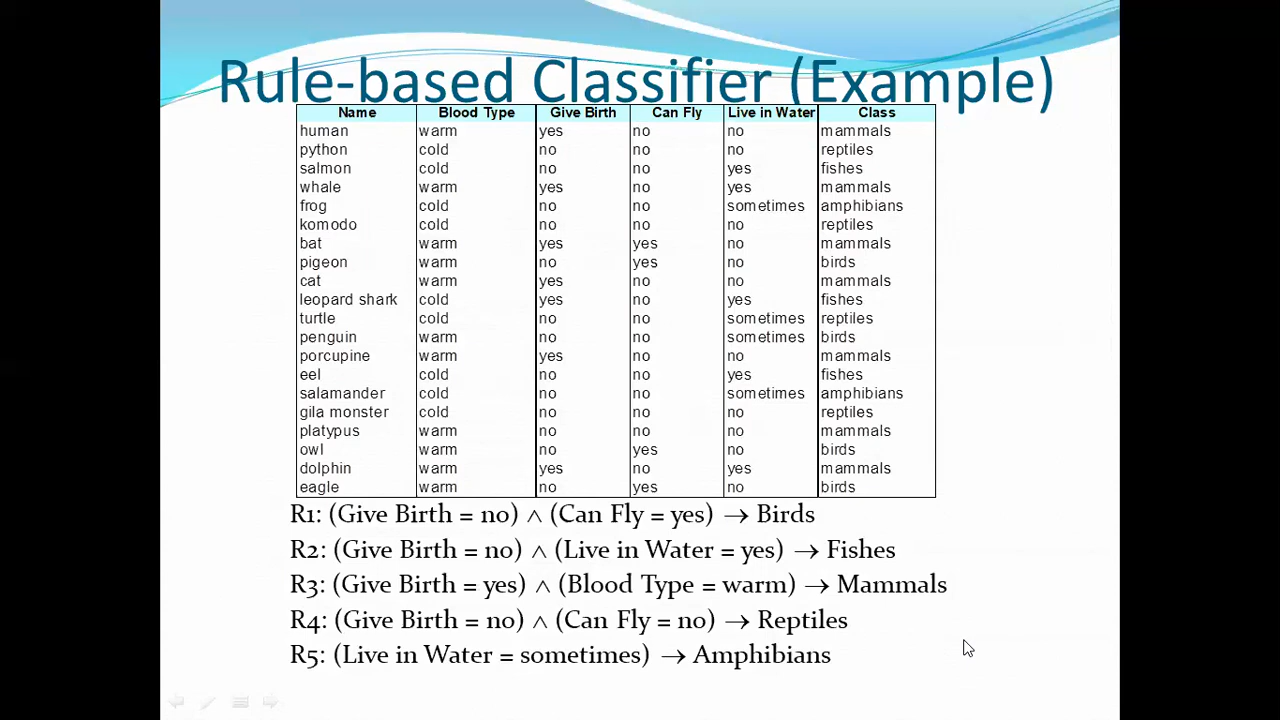 Rule-based Classifier (Example)
Name Blood Type Give Birth Can Fly Live in Water Class
human warm yes no no mammals
python cold no no no reptiles
salmon cold no no yes fishes
whale warm yes no yes mammals
frog cold no no sometimes amphibians
komodo cold no no no reptiles
bat warm yes yes no mammals
pigeon warm no yes no birds
cat warm yes no no mammals
leopard shark cold yes no yes fishes
turtle cold no no sometimes reptiles
penguin warm no no sometimes birds
porcupine warm yes no no mammals
eel cold no no yes fishes
salamander cold no no sometimes amphibians
gila monster cold no no no reptiles
platypus warm no no no mammals
owl warm no yes no birds
dolphin warm yes no yes mammals
eagle warm no yes no birds
R1: (Give Birth = no) ∧ (Can Fly = yes) → Birds
R2: (Give Birth = no) ∧ (Live in Water = yes) → Fishes
R3: (Give Birth = yes) ∧ (Blood Type = warm) → Mammals
R4: (Give Birth = no) ∧ (Can Fly = no) → Reptiles
R5: (Live in Water = sometimes) → Amphibians